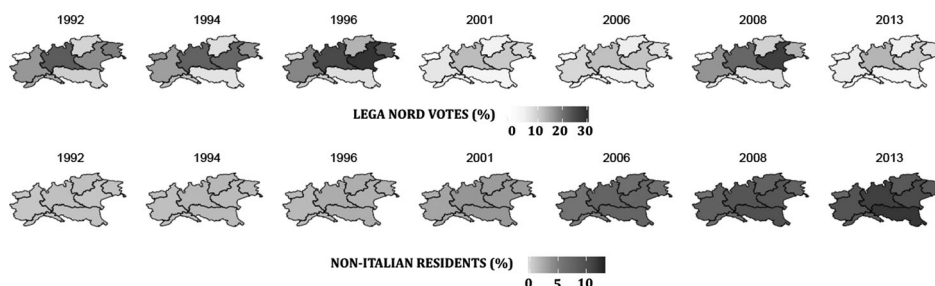 1992 1994 1996 2001 2006 2008 2013
LEGA NORD VOTES (%)
0 10 20 30
1992 1994 1996 2001 2006 2008 2013
NON-ITALIAN RESIDENTS (%)
0 5 10